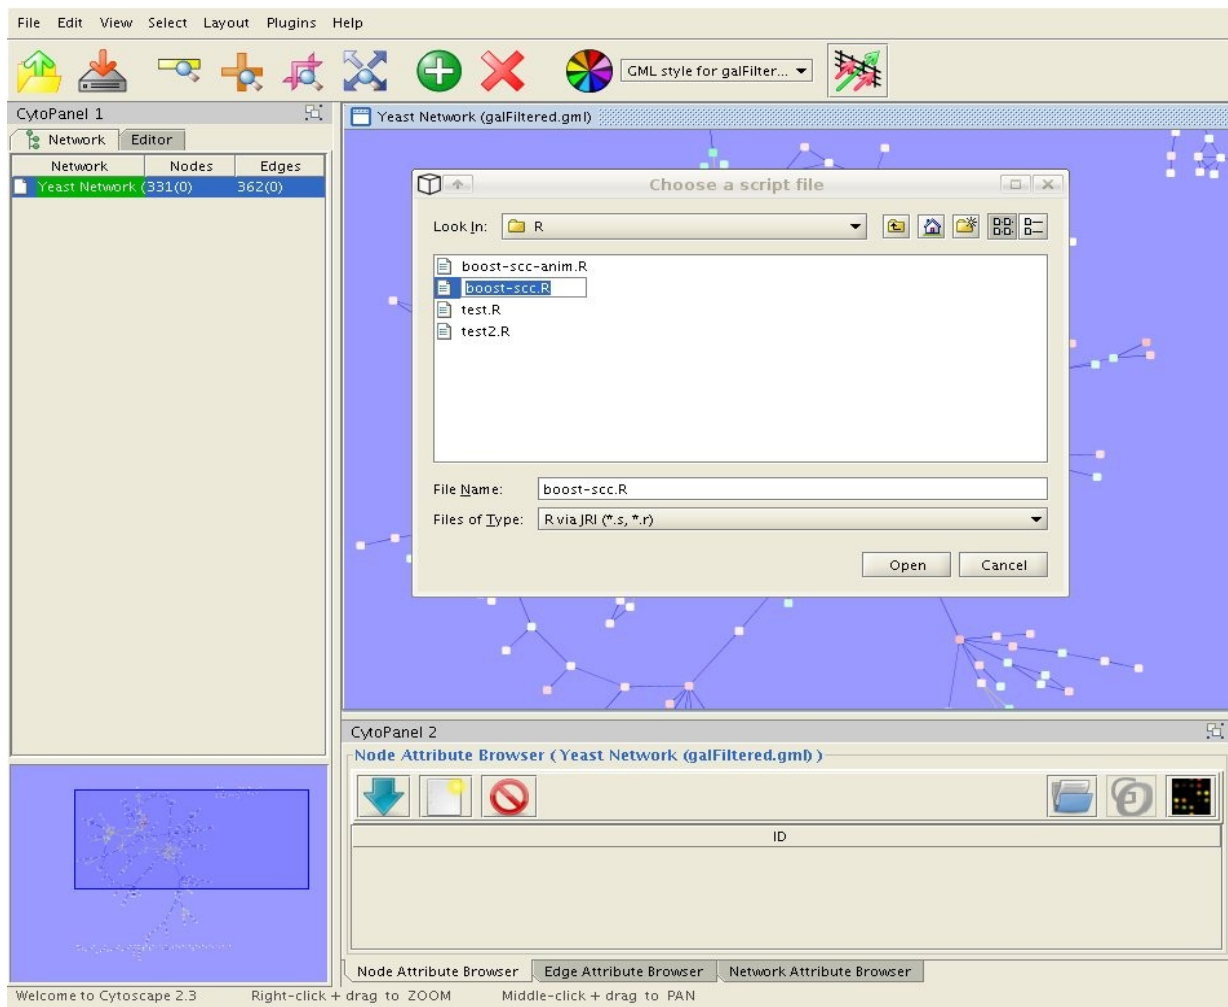 File Edit View Select Layout Plugins Help
GML style for galFilter...
CytoPanel 1
Network Editor
Network Nodes Edges
Yeast Network (331(0) 362(0)
Yeast Network (galFiltered.gml)
Choose a script file
Look In: R
boost-scc-anim.R
boost-scc.R
test.R
test2.R
File Name: boost-scc.R
Files of Type: R via JRI (*.s, *.r)
Open Cancel
CytoPanel 2
Node Attribute Browser ( Yeast Network (galFiltered.gml) )
ID
Node Attribute Browser Edge Attribute Browser Network Attribute Browser
Welcome to Cytoscape 2.3 Right-click + drag to ZOOM Middle-click + drag to PAN